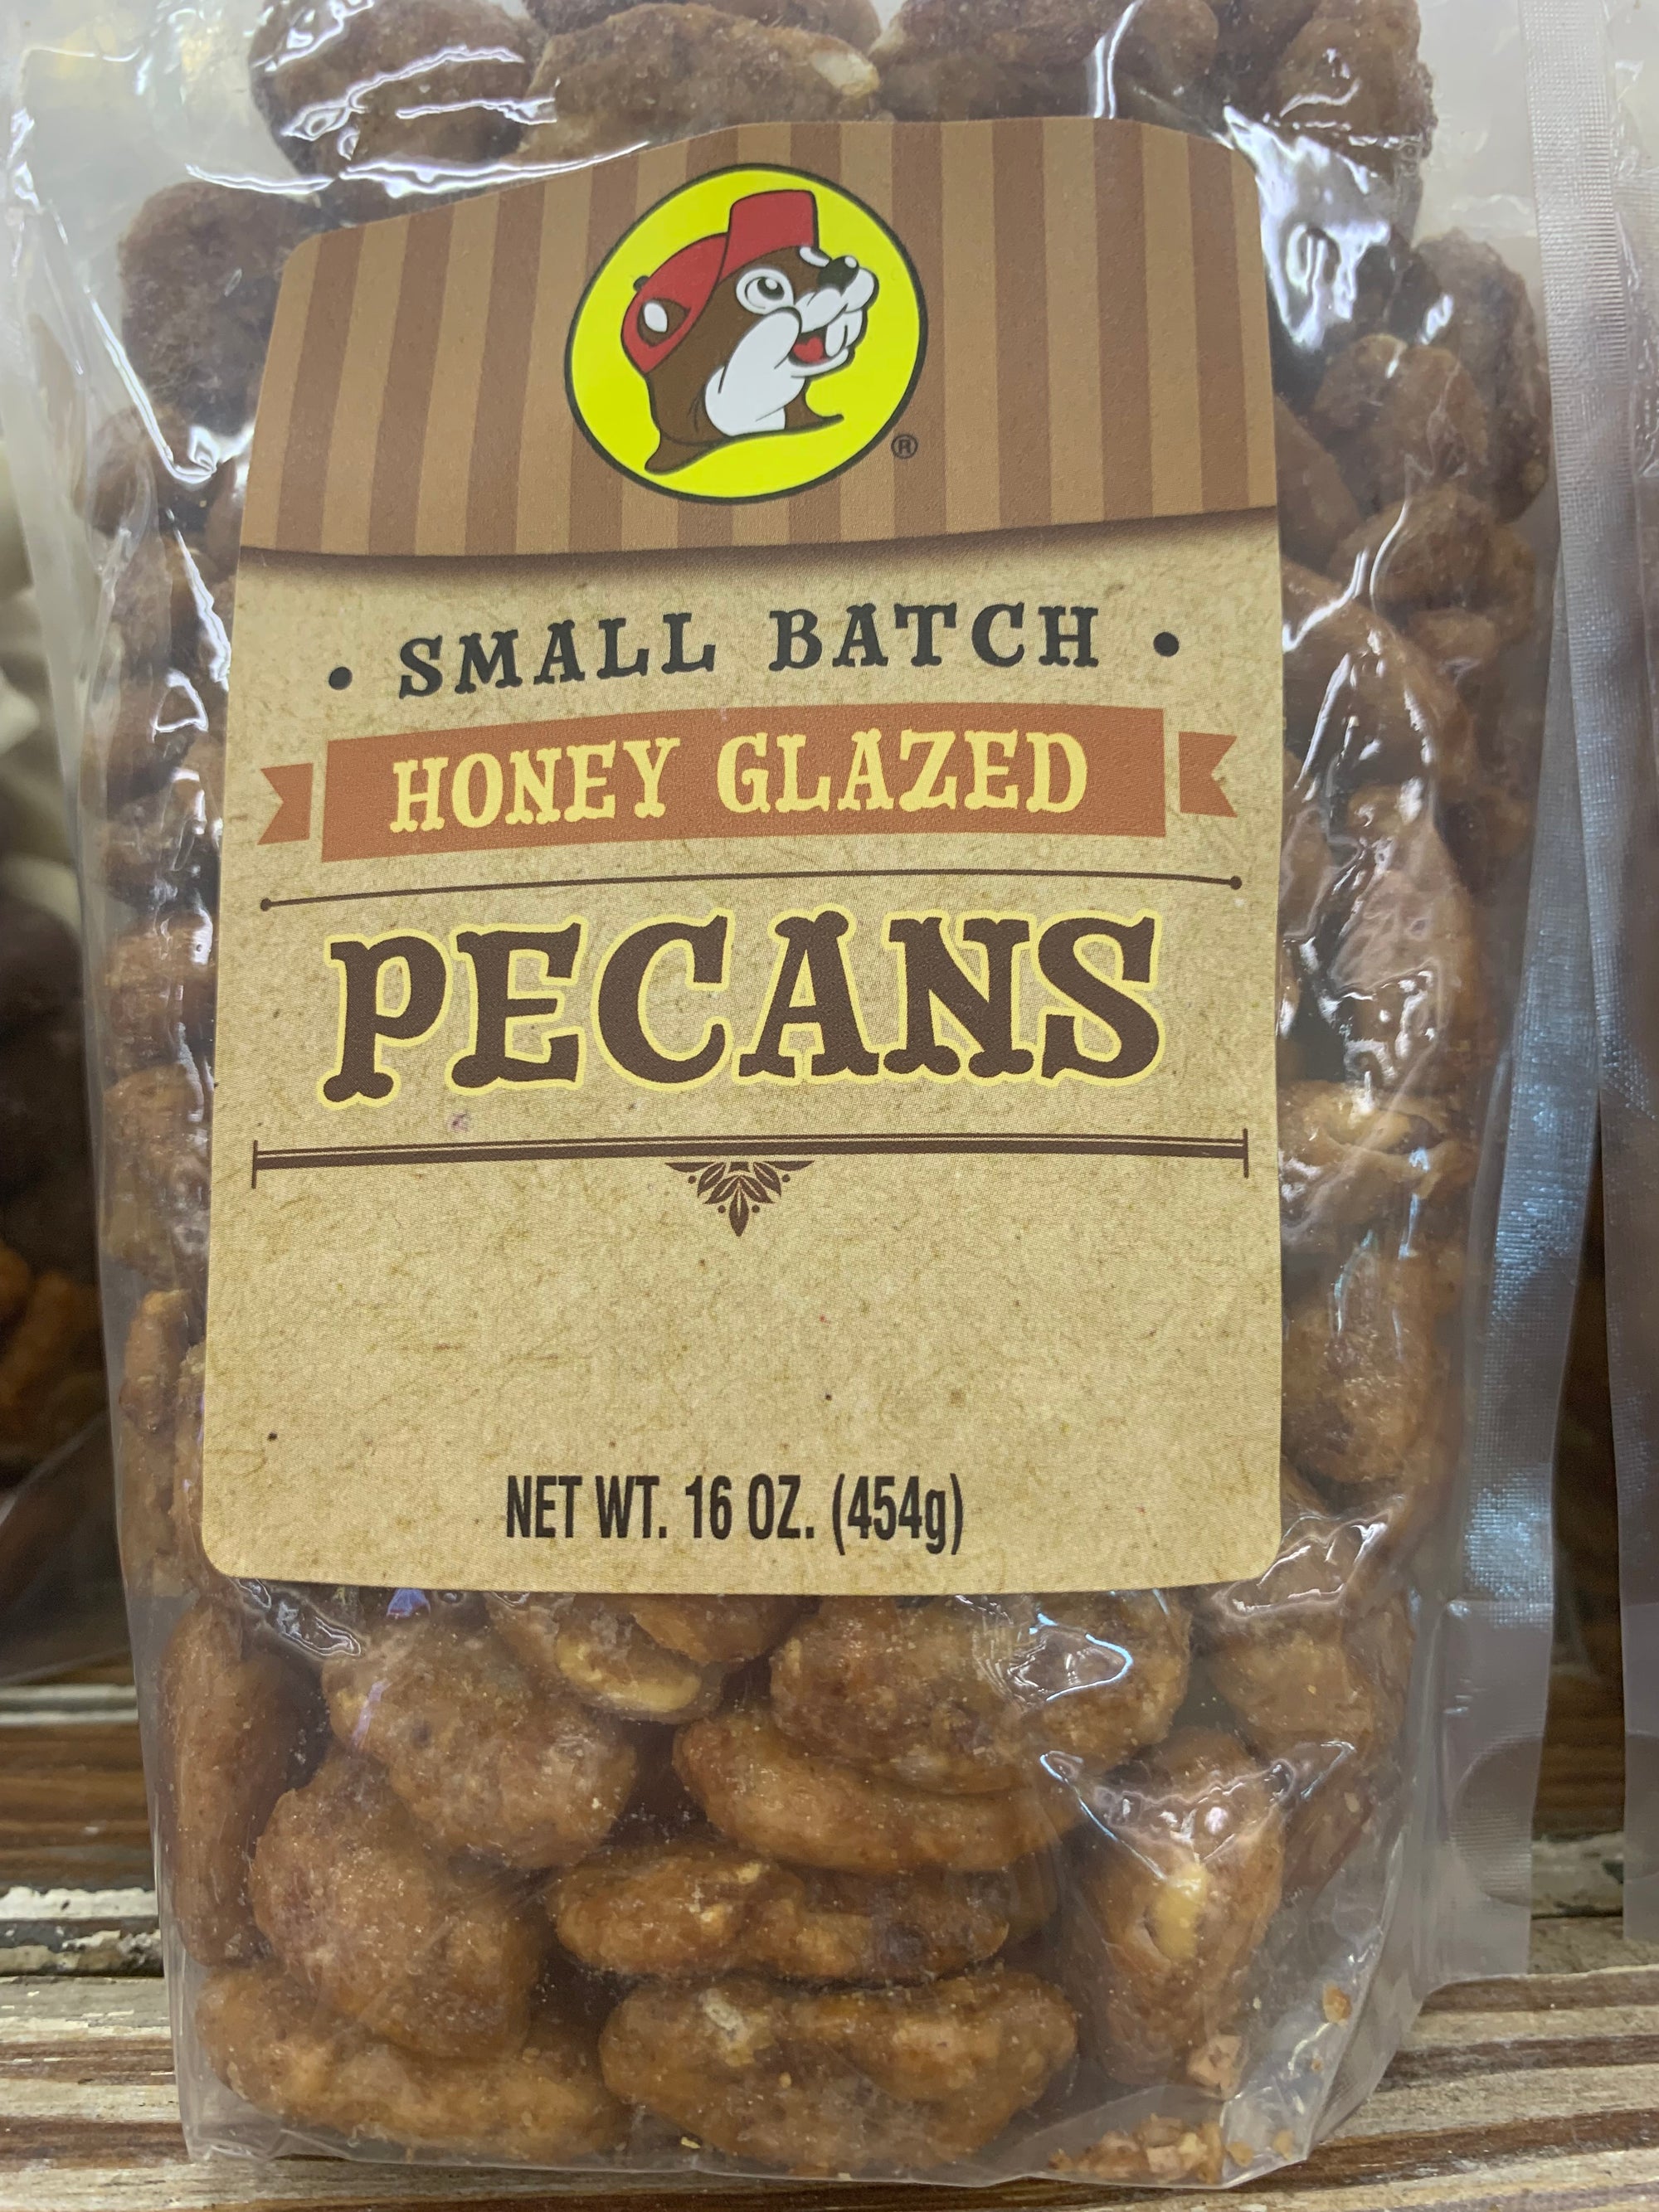 ®
• SMALL BATCH •
HONEY GLAZED
PECANS
NET WT. 16 OZ. (454g)